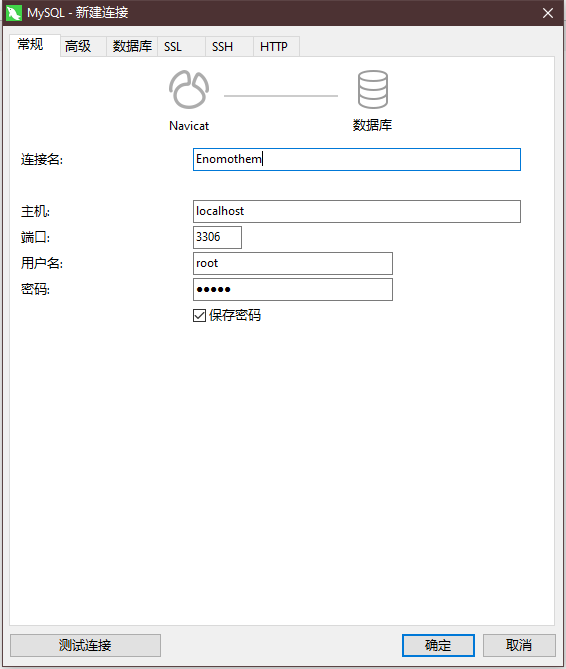 MySQL - 新建连接
常规 高级 数据库 SSL SSH HTTP
Navicat 数据库
连接名: Enomothem
主机: localhost
端口: 3306
用户名: root
密码: ●●●●●
保存密码
测试连接 确定 取消